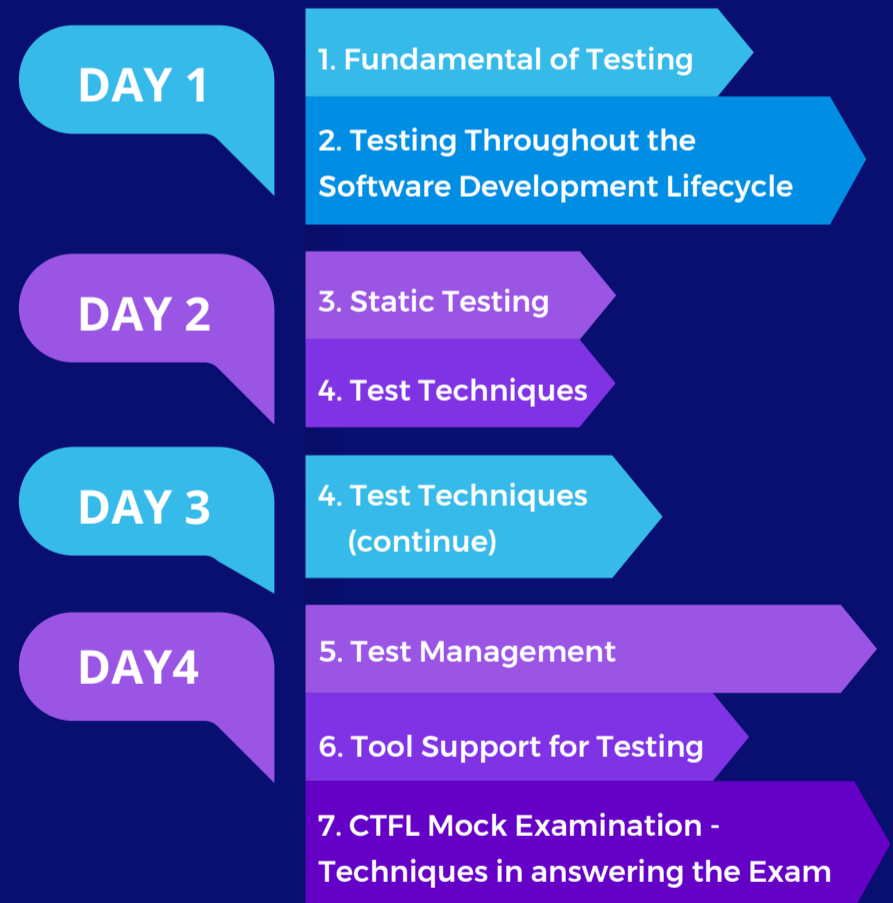 DAY 1
1. Fundamental of Testing
2. Testing Throughout the
Software Development Lifecycle
DAY 2
3. Static Testing
4. Test Techniques
DAY 3
4. Test Techniques
(continue)
DAY4
5. Test Management
6. Tool Support for Testing
7. CTFL Mock Examination -
Techniques in answering the Exam